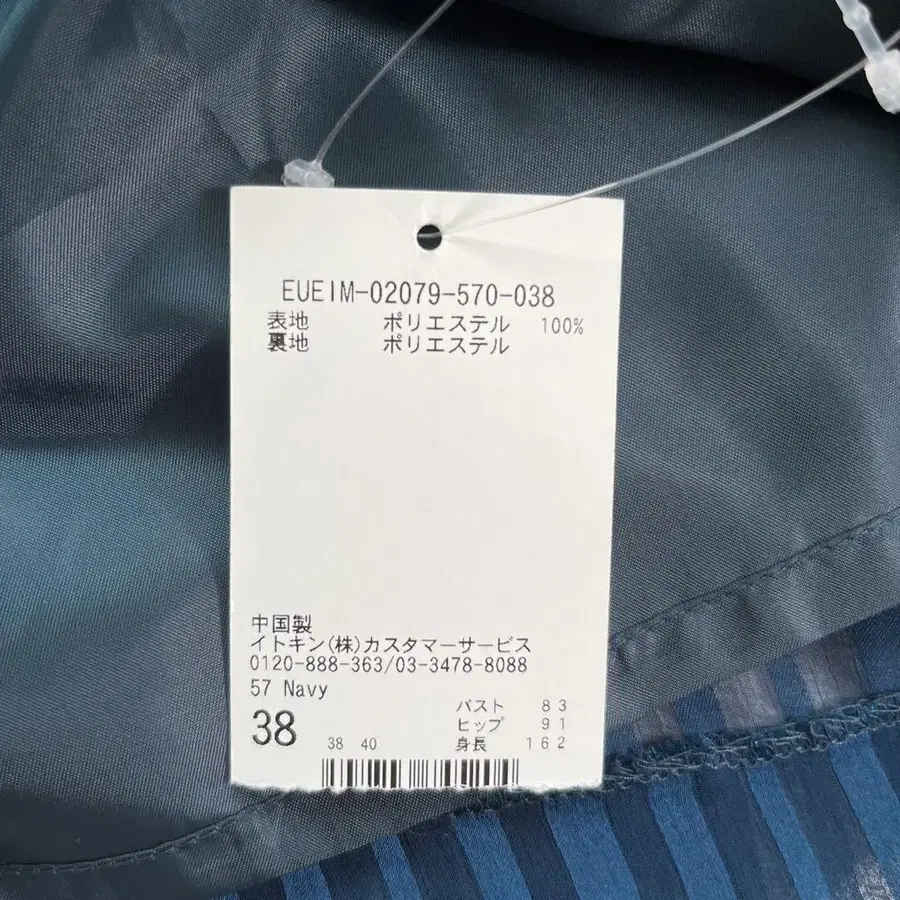 EUEIM-02079-570-038
表地 ポリエステル 100%
裏地 ポリエステル
中国製
イトキン(株)カスタマーサービス
0120-888-363/03-3478-8088
57 Navy
38
38 40
バスト 83
ヒップ 91
身長 162